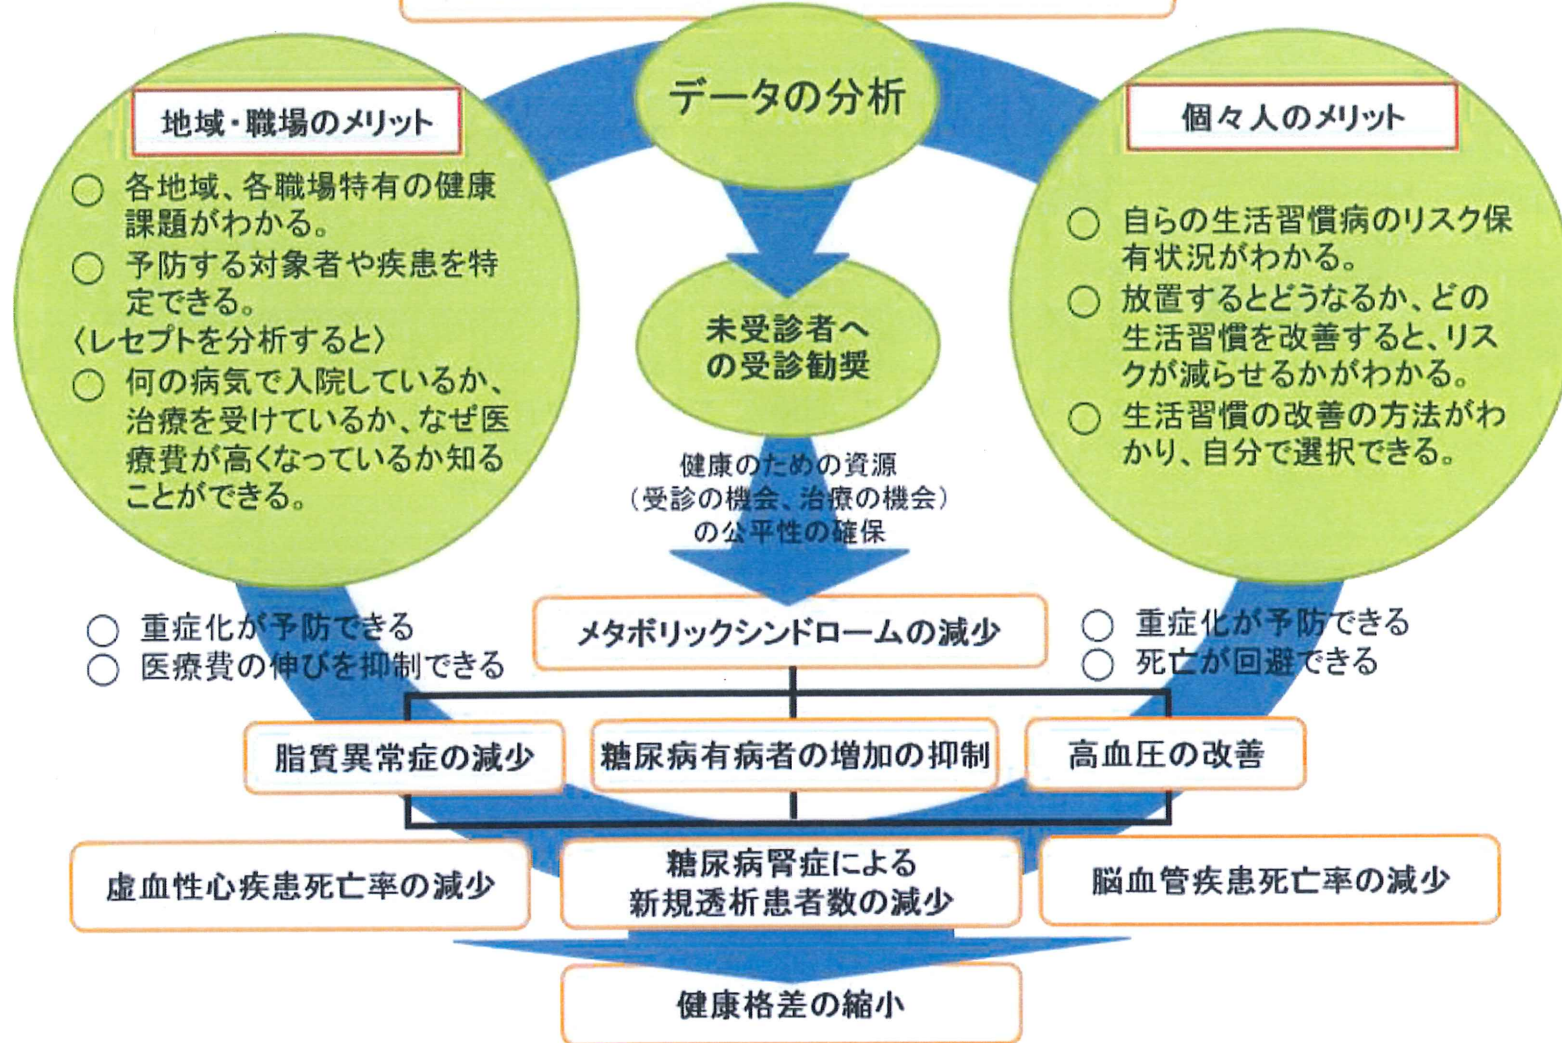 データの分析
地域・職場のメリット
○ 各地域、各職場特有の健康
課題がわかる。
○ 予防する対象者や疾患を特
定できる。
〈レセプトを分析すると〉
○ 何の病気で入院しているか、
治療を受けているか、なぜ医
療費が高くなっているか知る
ことができる。
個々人のメリット
○ 自らの生活習慣病のリスク保
有状況がわかる。
○ 放置するとどうなるか、どの
生活習慣を改善すると、リス
クが減らせるかがわかる。
○ 生活習慣の改善の方法がわ
かり、自分で選択できる。
未受診者へ
の受診勧奨
健康のための資源
（受診の機会、治療の機会）
の公平性の確保
○ 重症化が予防できる
○ 医療費の伸びを抑制できる
メタボリックシンドロームの減少
○ 重症化が予防できる
○ 死亡が回避できる
脂質異常症の減少
糖尿病有病者の増加の抑制
高血圧の改善
虚血性心疾患死亡率の減少
糖尿病腎症による
新規透析患者数の減少
脳血管疾患死亡率の減少
健康格差の縮小